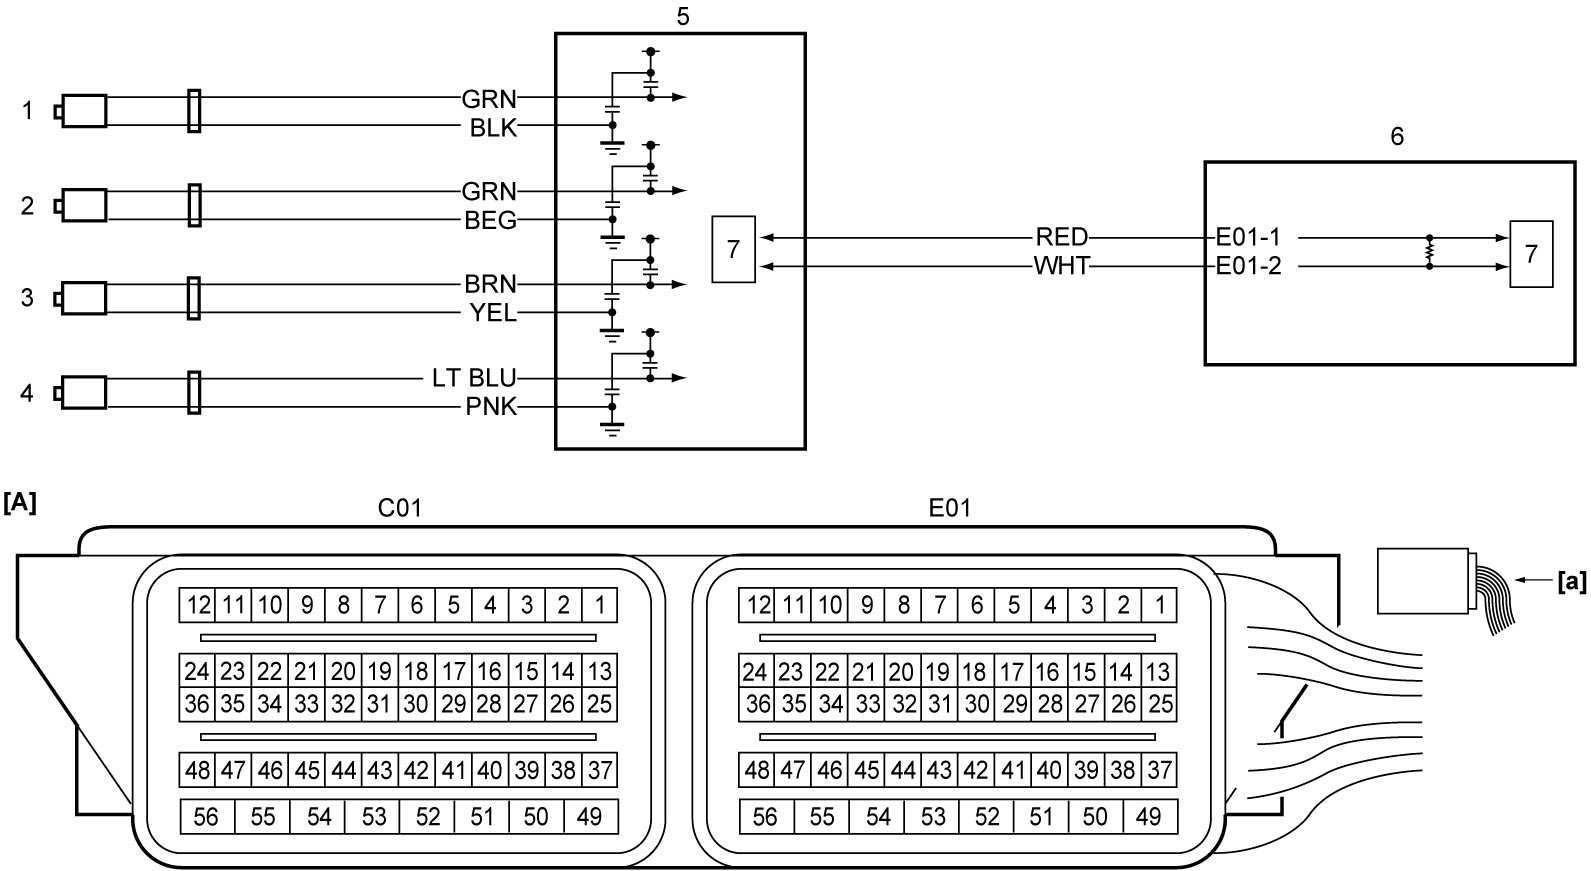 5
1
GRN
BLK
6
2
GRN
BEG
7
RED
E01-1
7
WHT
E01-2
3
BRN
YEL
4
LT BLU
PNK
[A]
C01
E01
[a]
12 11 10 9 8 7 6 5 4 3 2 1
12 11 10 9 8 7 6 5 4 3 2 1
24 23 22 21 20 19 18 17 16 15 14 13
24 23 22 21 20 19 18 17 16 15 14 13
36 35 34 33 32 31 30 29 28 27 26 25
36 35 34 33 32 31 30 29 28 27 26 25
48 47 46 45 44 43 42 41 40 39 38 37
48 47 46 45 44 43 42 41 40 39 38 37
56 55 54 53 52 51 50 49
56 55 54 53 52 51 50 49